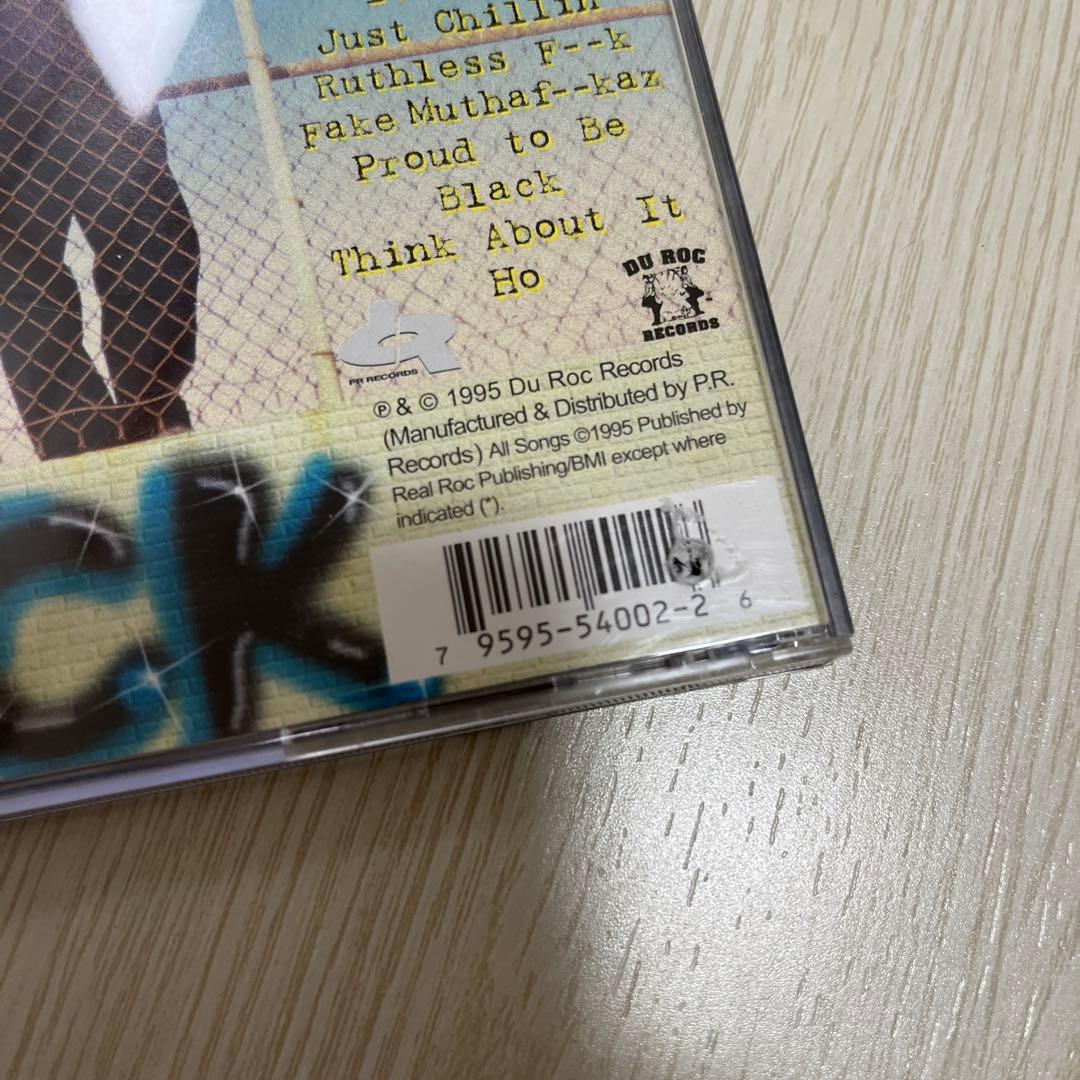 Just Chillin
Ruthless F--k
Fake Muthaf--kaz
Proud to Be
Black
Think About It
Ho
DU ROC
RECORDS
PR RECORDS
℗ & © 1995 Du Roc Records
(Manufactured & Distributed by P.R.
Records) All Songs ©1995 Published by
Real Roc Publishing/BMI except where
indicated (*).
CK
7 9595-54002-2 6